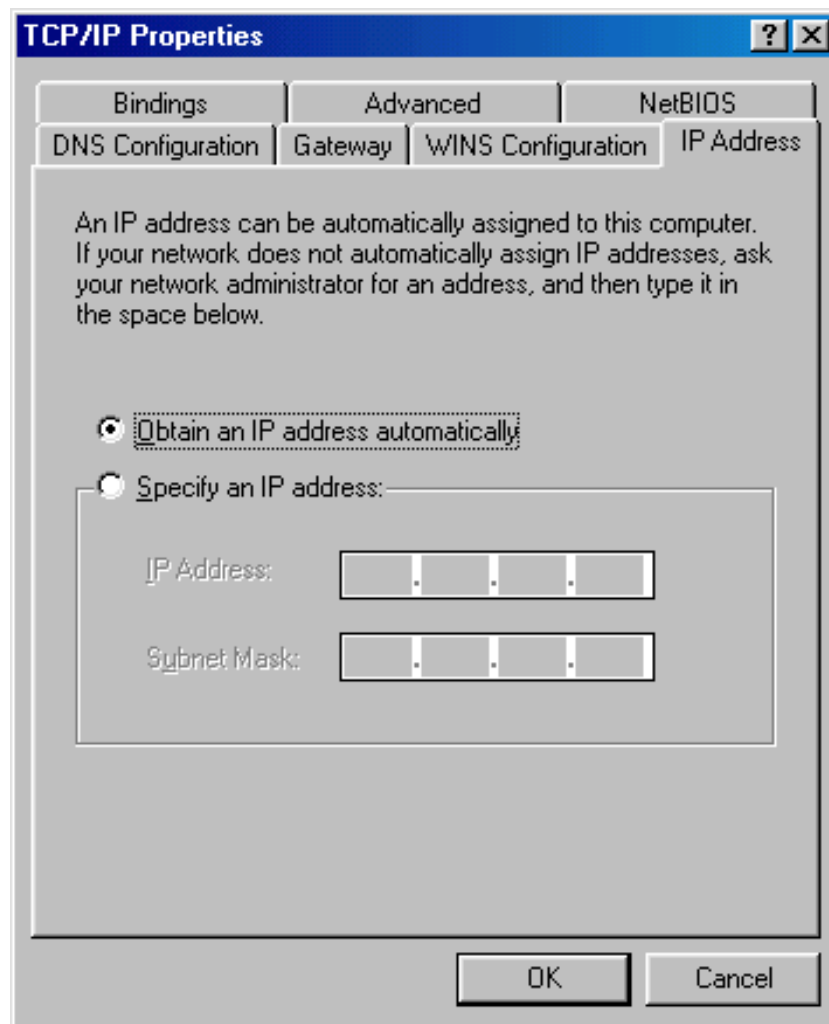 TCP/IP Properties
Bindings
Advanced
NetBIOS
DNS Configuration
Gateway
WINS Configuration
IP Address
An IP address can be automatically assigned to this computer.
If your network does not automatically assign IP addresses, ask
your network administrator for an address, and then type it in
the space below.
Obtain an IP address automatically
Specify an IP address:
IP Address:
Subnet Mask:
OK
Cancel